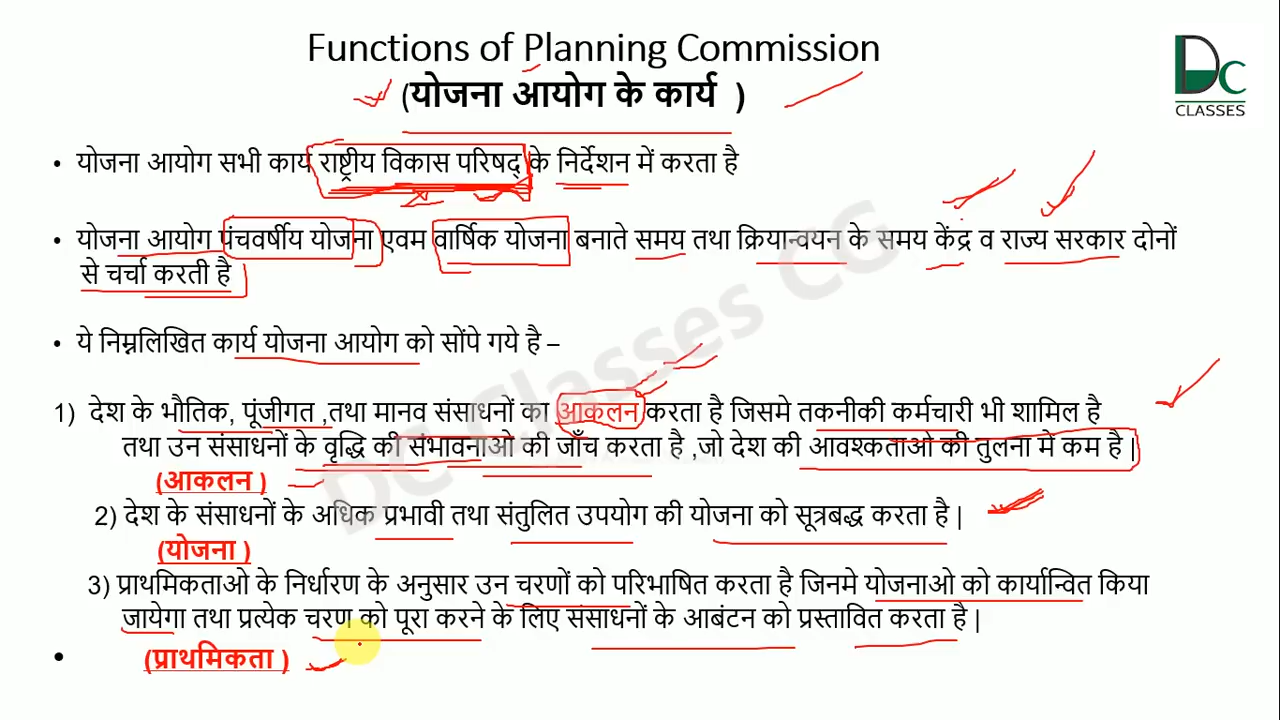 Functions of Planning Commission
(योजना आयोग के कार्य )
DC
CLASSES
• योजना आयोग सभी कार्य राष्ट्रीय विकास परिषद् के निर्देशन में करता है
• योजना आयोग पंचवर्षीय योजना एवम वार्षिक योजना बनाते समय तथा क्रियान्वयन के समय केंद्र व राज्य सरकार दोनों
से चर्चा करती है
• ये निम्नलिखित कार्य योजना आयोग को सोंपे गये है –
1) देश के भौतिक, पूंजीगत ,तथा मानव संसाधनों का आकलन करता है जिसमे तकनीकी कर्मचारी भी शामिल है
तथा उन संसाधनों के वृद्धि की संभावनाओ की जाँच करता है ,जो देश की आवश्कताओ की तुलना में कम है |
(आकलन )
2) देश के संसाधनों के अधिक प्रभावी तथा संतुलित उपयोग की योजना को सूत्रबद्ध करता है |
(योजना )
3) प्राथमिकताओ के निर्धारण के अनुसार उन चरणों को परिभाषित करता है जिनमे योजनाओ को कार्यान्वित किया
जायेगा तथा प्रत्येक चरण को पूरा करने के लिए संसाधनों के आबंटन को प्रस्तावित करता है |
• (प्राथमिकता )
DC Classes CG